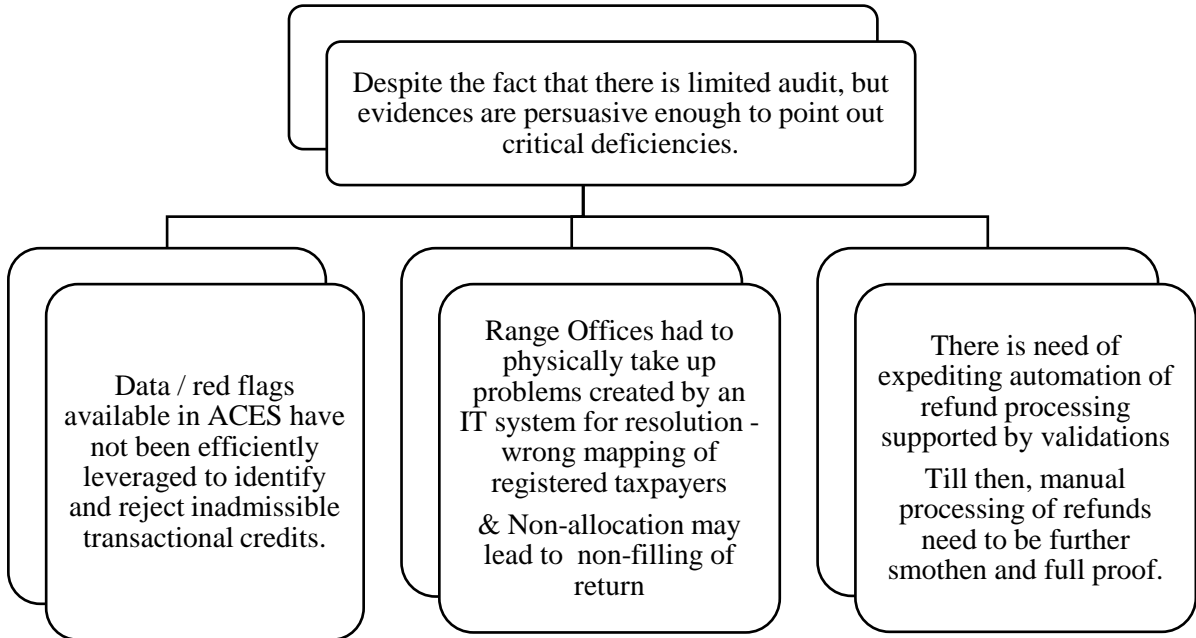 Despite the fact that there is limited audit, but
evidences are persuasive enough to point out
critical deficiencies.
Data / red flags
available in ACES have
not been efficiently
leveraged to identify
and reject inadmissible
transactional credits.
Range Offices had to
physically take up
problems created by an
IT system for resolution -
wrong mapping of
registered taxpayers
& Non-allocation may
lead to non-filling of
return
There is need of
expediting automation of
refund processing
supported by validations
Till then, manual
processing of refunds
need to be further
smothen and full proof.